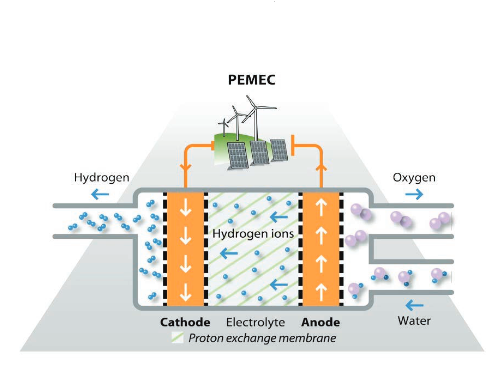 PEMEC
Hydrogen
Oxygen
Hydrogen ions
Water
Cathode Electrolyte Anode
Proton exchange membrane